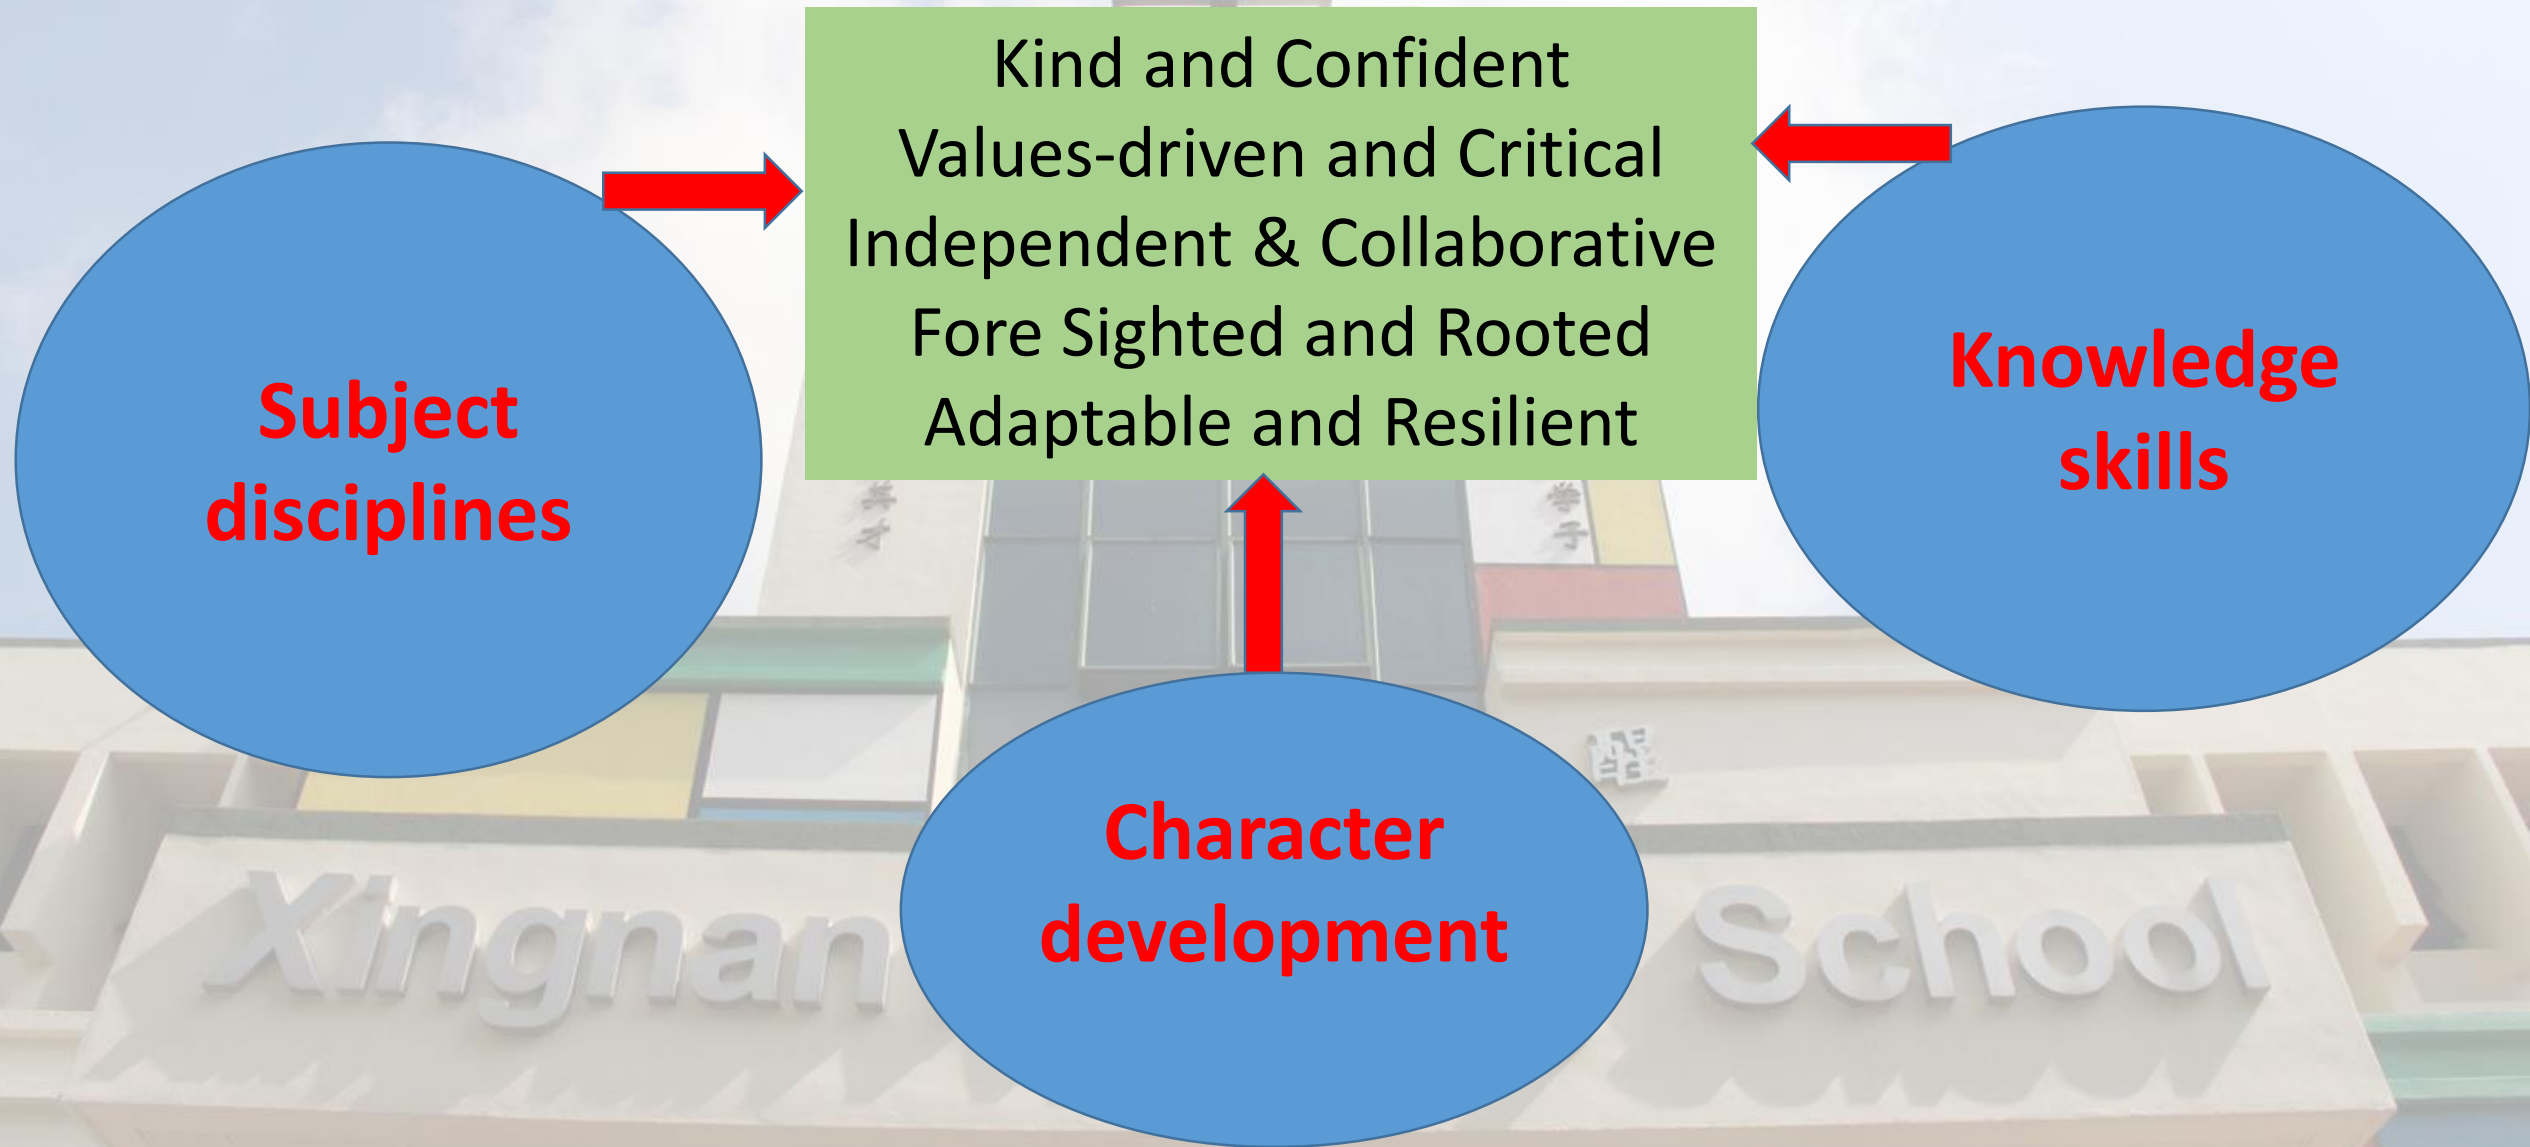 Kind and Confident
Values-driven and Critical
Independent & Collaborative
Fore Sighted and Rooted
Adaptable and Resilient
Subject
disciplines
Knowledge
skills
Character
development
Xingnan School